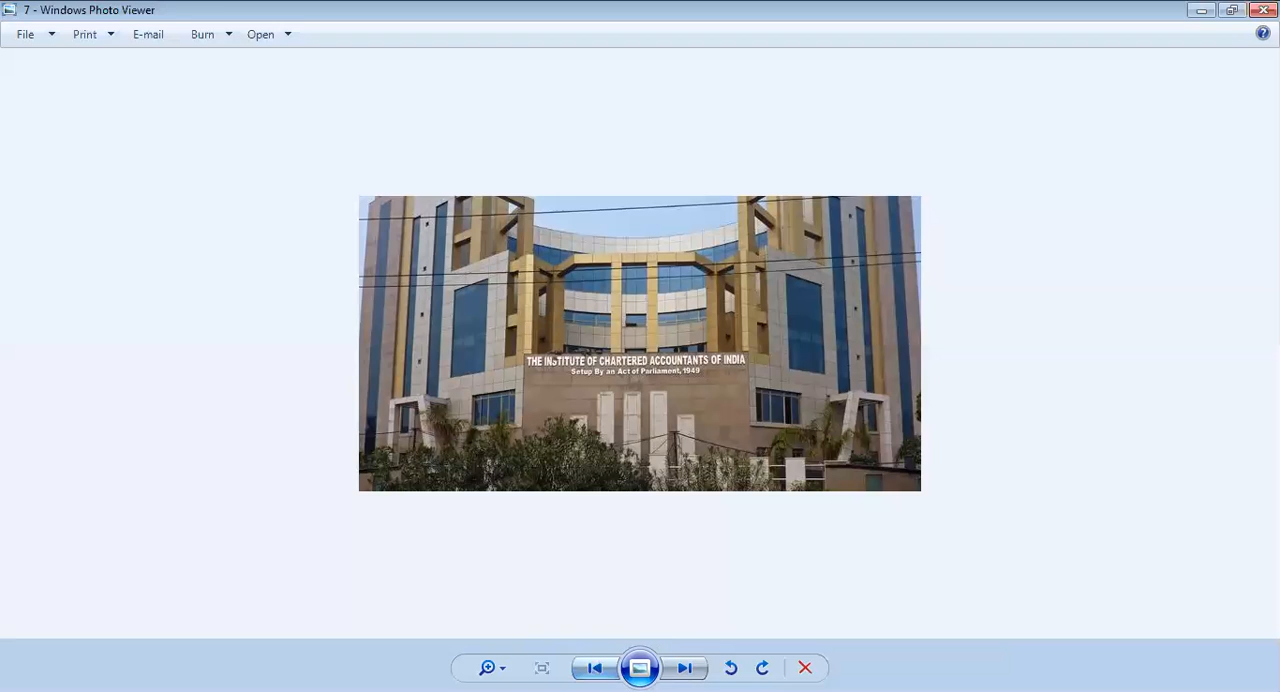 7 - Windows Photo Viewer
File Print E-mail Burn Open
THE INSTITUTE OF CHARTERED ACCOUNTANTS OF INDIA
Setup By an Act of Parliament, 1949